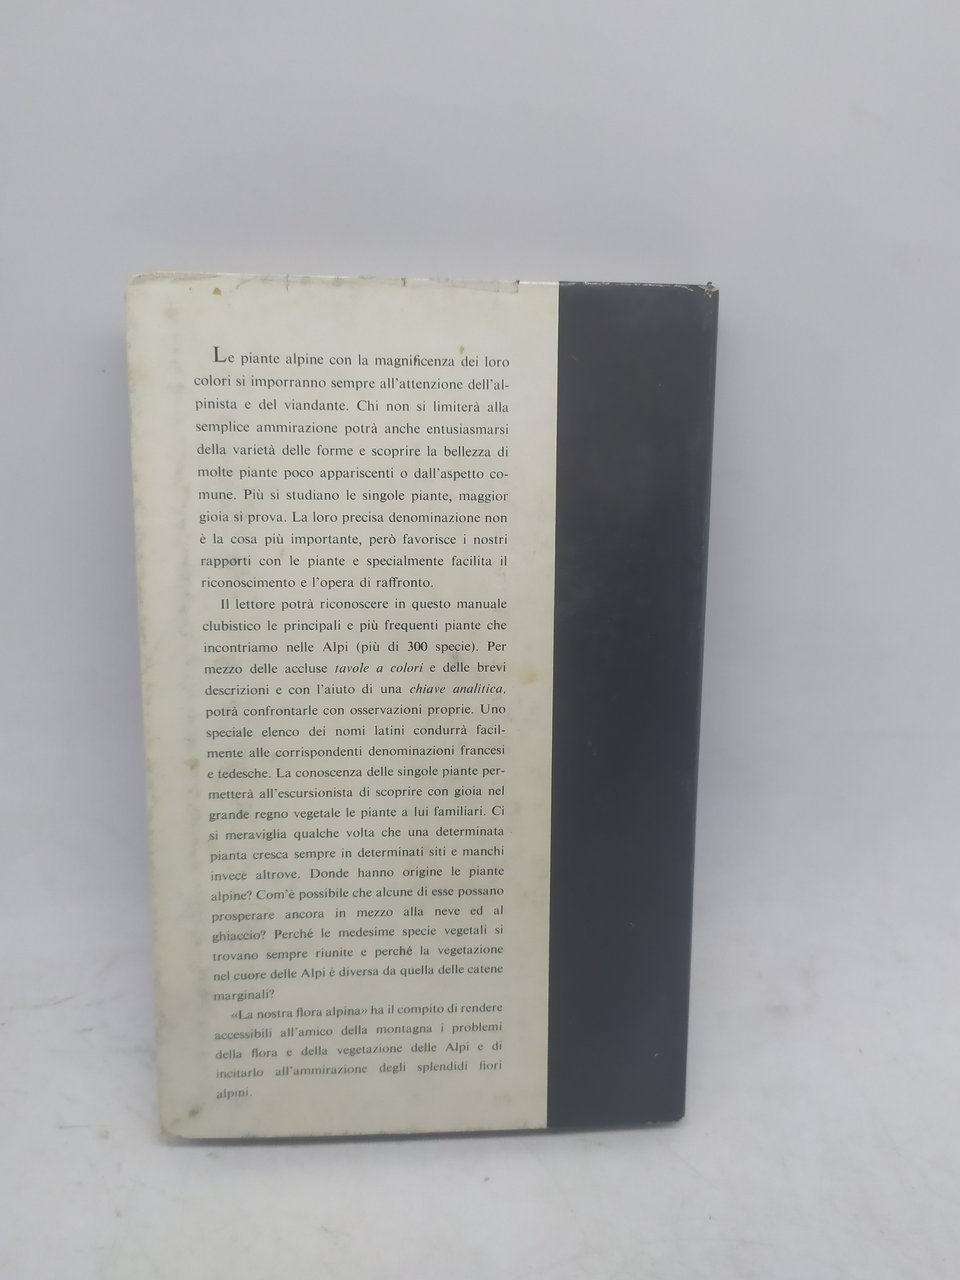 Le piante alpine con la magnificenza dei loro
colori si imporranno sempre all'attenzione dell'al-
pinista e del viandante. Chi non si limiterà alla
semplice ammirazione potrà anche entusiasmarsi
della varietà delle forme e scoprire la bellezza di
molte piante poco appariscenti o dall'aspetto co-
mune. Più si studiano le singole piante, maggior
gioia si prova. La loro precisa denominazione non
è la cosa più importante, però favorisce i nostri
rapporti con le piante e specialmente facilita il
riconoscimento e l'opera di raffronto.
Il lettore potrà riconoscere in questo manuale
clubistico le principali e più frequenti piante che
incontriamo nelle Alpi (più di 300 specie). Per
mezzo delle accluse tavole a colori e delle brevi
descrizioni e con l'aiuto di una chiave analitica,
potrà confrontarle con osservazioni proprie. Uno
speciale elenco dei nomi latini condurrà facil-
mente alle corrispondenti denominazioni francesi
e tedesche. La conoscenza delle singole piante per-
metterà all'escursionista di scoprire con gioia nel
grande regno vegetale le piante a lui familiari. Ci
si meraviglia qualche volta che una determinata
pianta cresca sempre in determinati siti e manchi
invece altrove. Donde hanno origine le piante
alpine? Com'è possibile che alcune di esse possano
prosperare ancora in mezzo alla neve ed al
ghiaccio? Perché le medesime specie vegetali si
trovano sempre riunite e perché la vegetazione
nel cuore delle Alpi è diversa da quella delle catene
marginali?
«La nostra flora alpina» ha il compito di rendere
accessibili all'amico della montagna i problemi
della flora e della vegetazione delle Alpi e di
incitarlo all'ammirazione degli splendidi fiori
alpini.